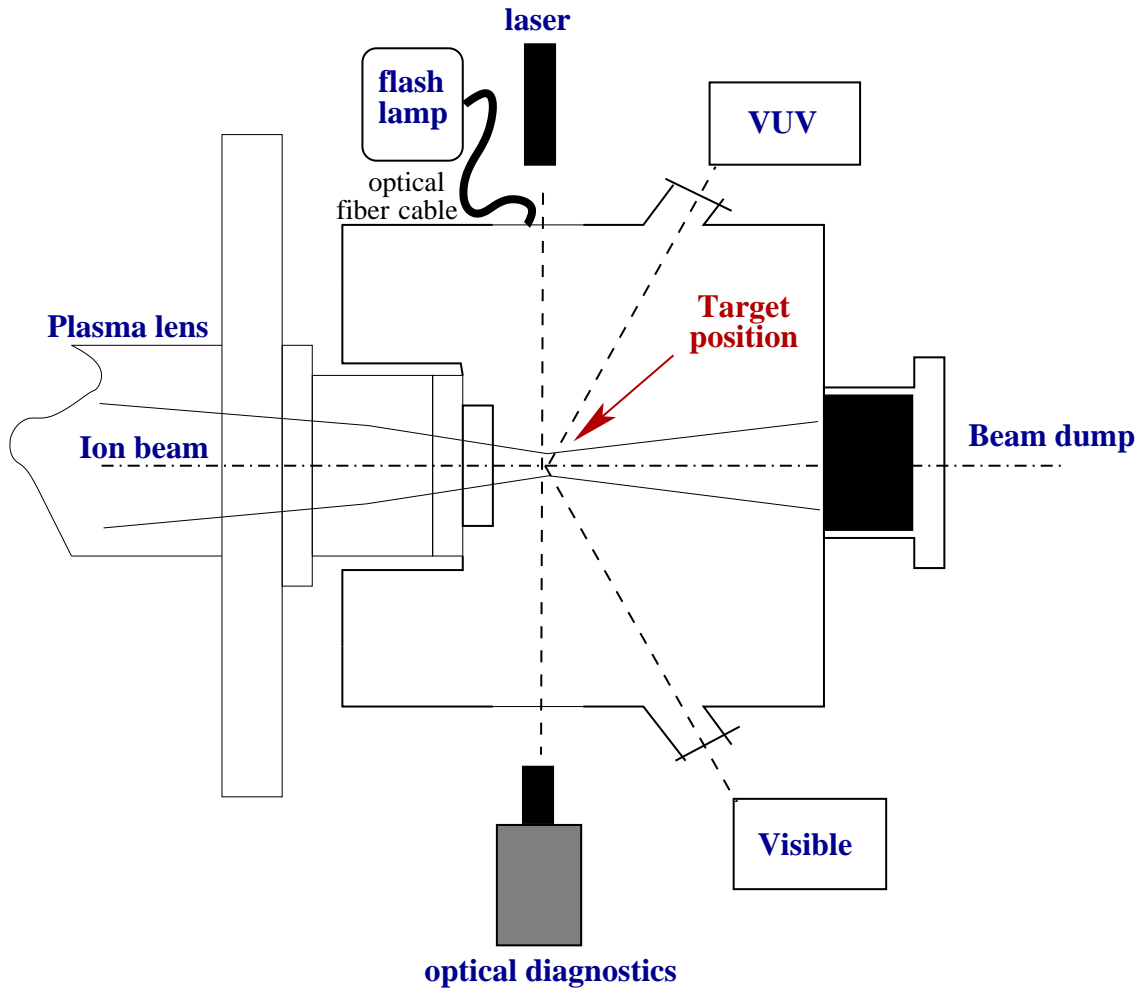 laser
flash
lamp
VUV
optical
fiber cable
Target
position
Plasma lens
Ion beam
Beam dump
Visible
optical diagnostics